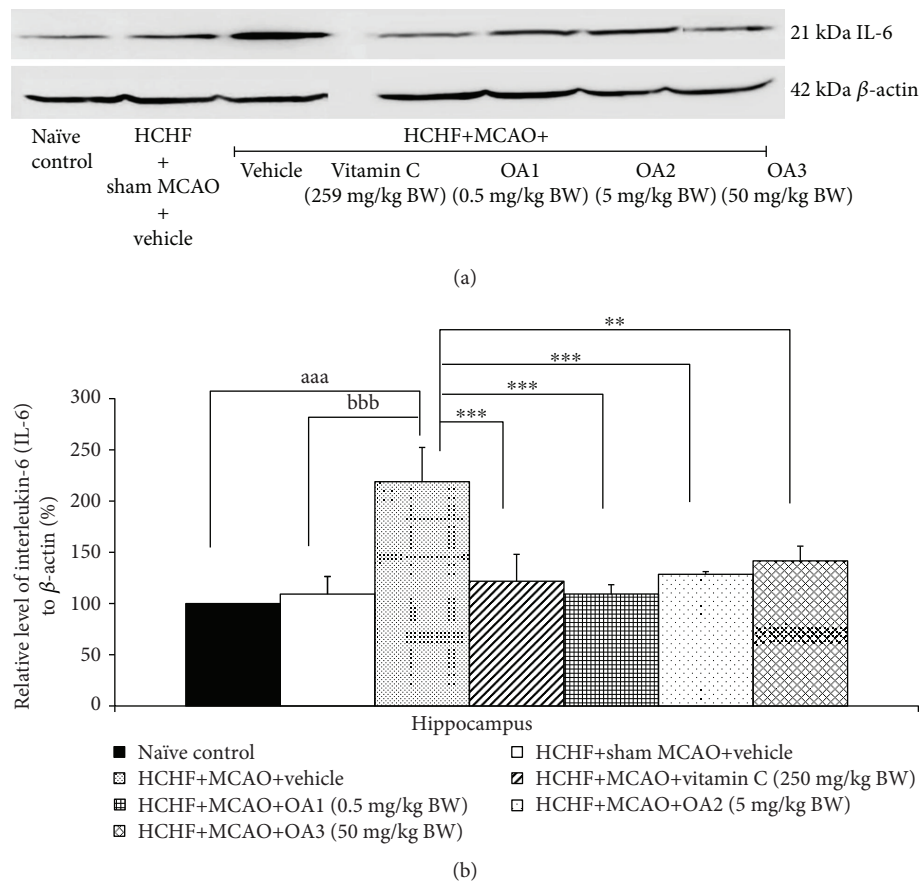 21 kDa IL-6
42 kDa β-actin
Naïve
control
HCHF
+
sham MCAO
+
vehicle
HCHF+MCAO+
Vehicle
Vitamin C
(259 mg/kg BW)
OA1
(0.5 mg/kg BW)
OA2
(5 mg/kg BW)
OA3
(50 mg/kg BW)
(a)
Relative level of interleukin-6 (IL-6)
to β-actin (%)
300
250
200
150
100
50
0
aaa
bbb
***
***
***
**
Hippocampus
Naïve control
HCHF+sham MCAO+vehicle
HCHF+MCAO+vehicle
HCHF+MCAO+vitamin C (250 mg/kg BW)
HCHF+MCAO+OA1 (0.5 mg/kg BW)
HCHF+MCAO+OA2 (5 mg/kg BW)
HCHF+MCAO+OA3 (50 mg/kg BW)
(b)